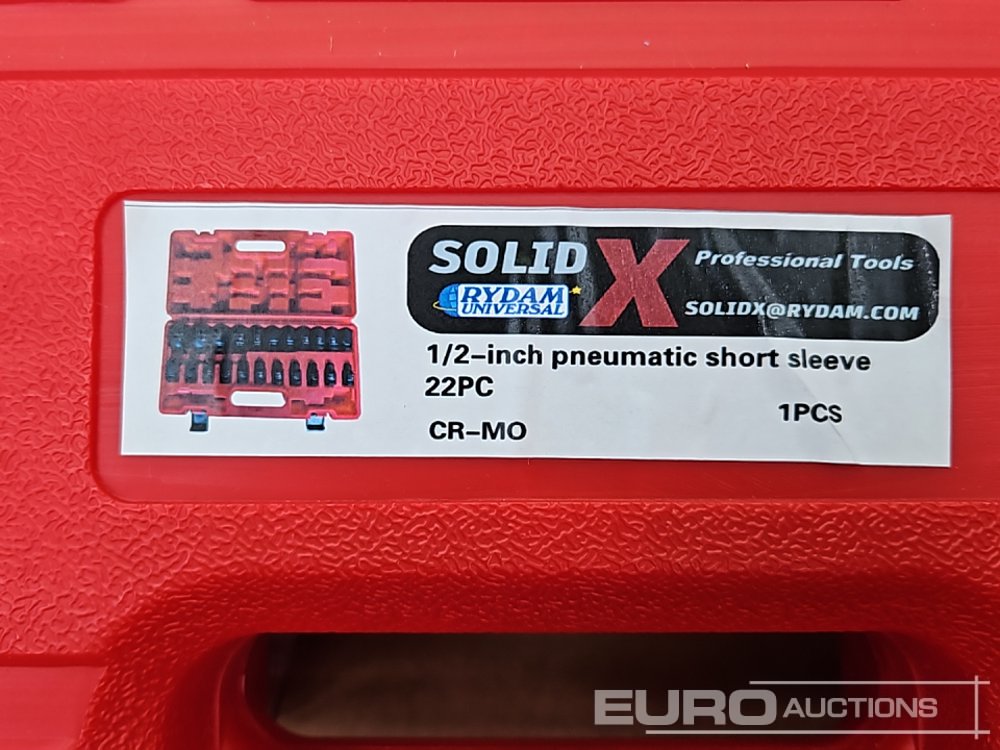 SOLID X Professional Tools
RYDAM
UNIVERSAL
SOLIDX@RYDAM.COM
1/2-inch pneumatic short sleeve
22PC
1PCS
CR-MO
EURO AUCTIONS